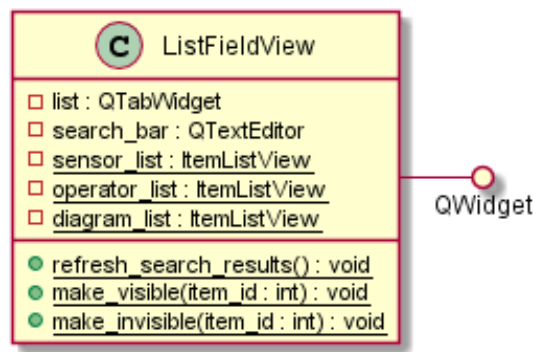 C ListFieldView
list : QTabWidget
search_bar : QTextEditor
sensor_list : ItemListView
operator_list : ItemListView
diagram_list : ItemListView
QWidget
refresh_search_results() : void
make_visible(item_id : int) : void
make_invisible(item_id : int) : void